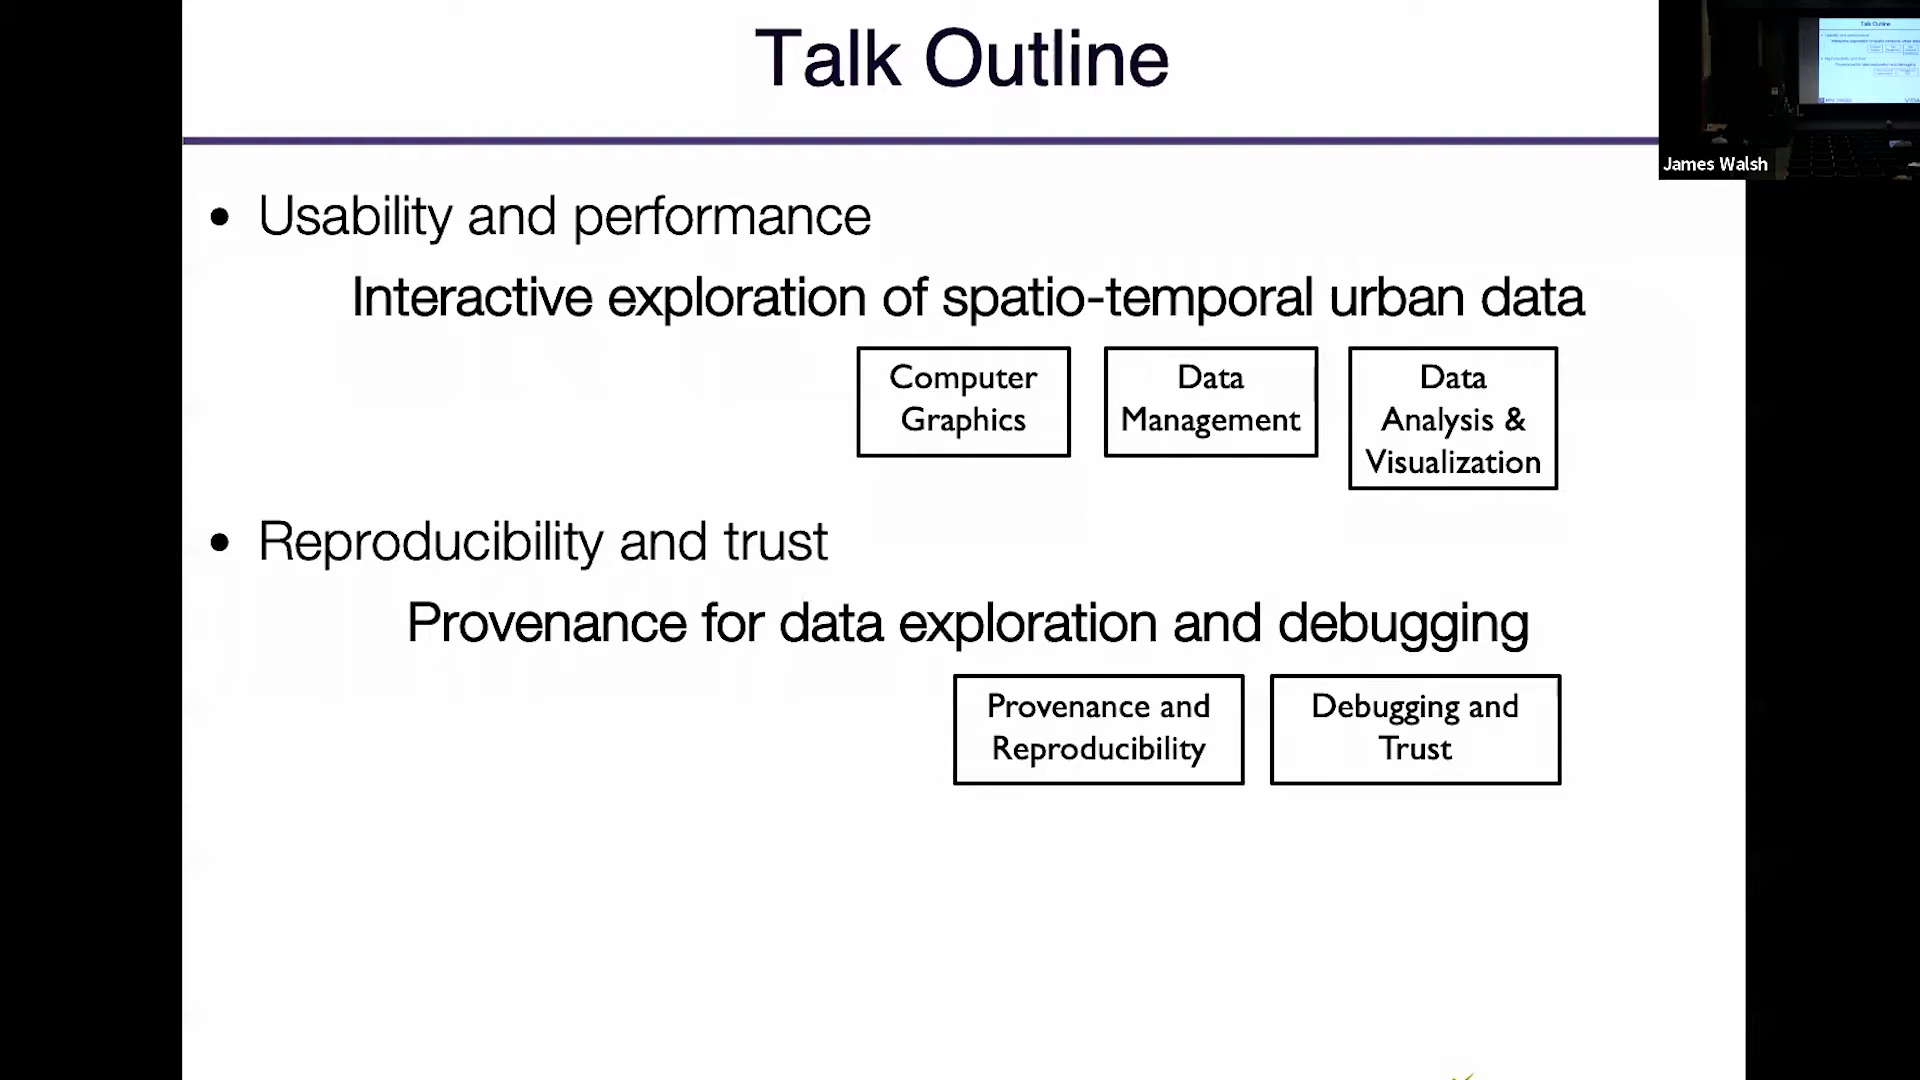 Talk Outline
James Walsh
• Usability and performance
Interactive exploration of spatio-temporal urban data
Computer
Graphics
Data
Management
Data
Analysis &
Visualization
• Reproducibility and trust
Provenance for data exploration and debugging
Provenance and
Reproducibility
Debugging and
Trust